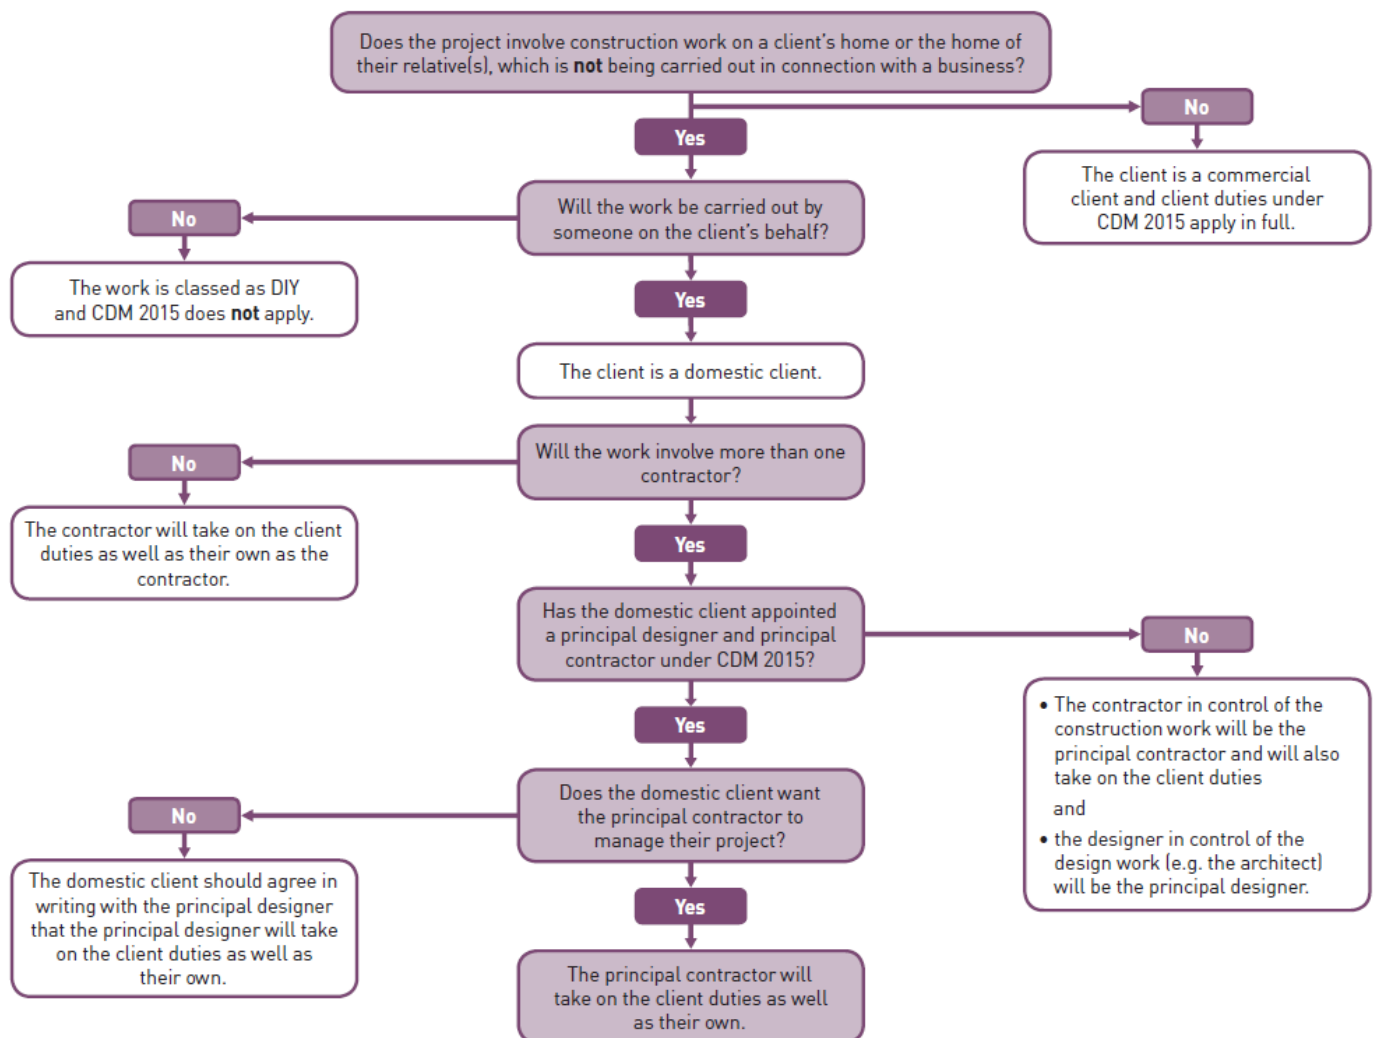 Does the project involve construction work on a client's home or the home of
their relative(s), which is not being carried out in connection with a business?
No
Yes
The client is a commercial
client and client duties under
CDM 2015 apply in full.
Will the work be carried out by
someone on the client's behalf?
No
The work is classed as DIY
and CDM 2015 does not apply.
Yes
The client is a domestic client.
Will the work involve more than one
contractor?
No
The contractor will take on the client
duties as well as their own as the
contractor.
Yes
Has the domestic client appointed
a principal designer and principal
contractor under CDM 2015?
No
• The contractor in control of the
construction work will be the
principal contractor and will also
take on the client duties
and
• the designer in control of the
design work (e.g. the architect)
will be the principal designer.
Yes
Does the domestic client want
the principal contractor to
manage their project?
No
The domestic client should agree in
writing with the principal designer
that the principal designer will take
on the client duties as well as
their own.
Yes
The principal contractor will
take on the client duties as well
as their own.